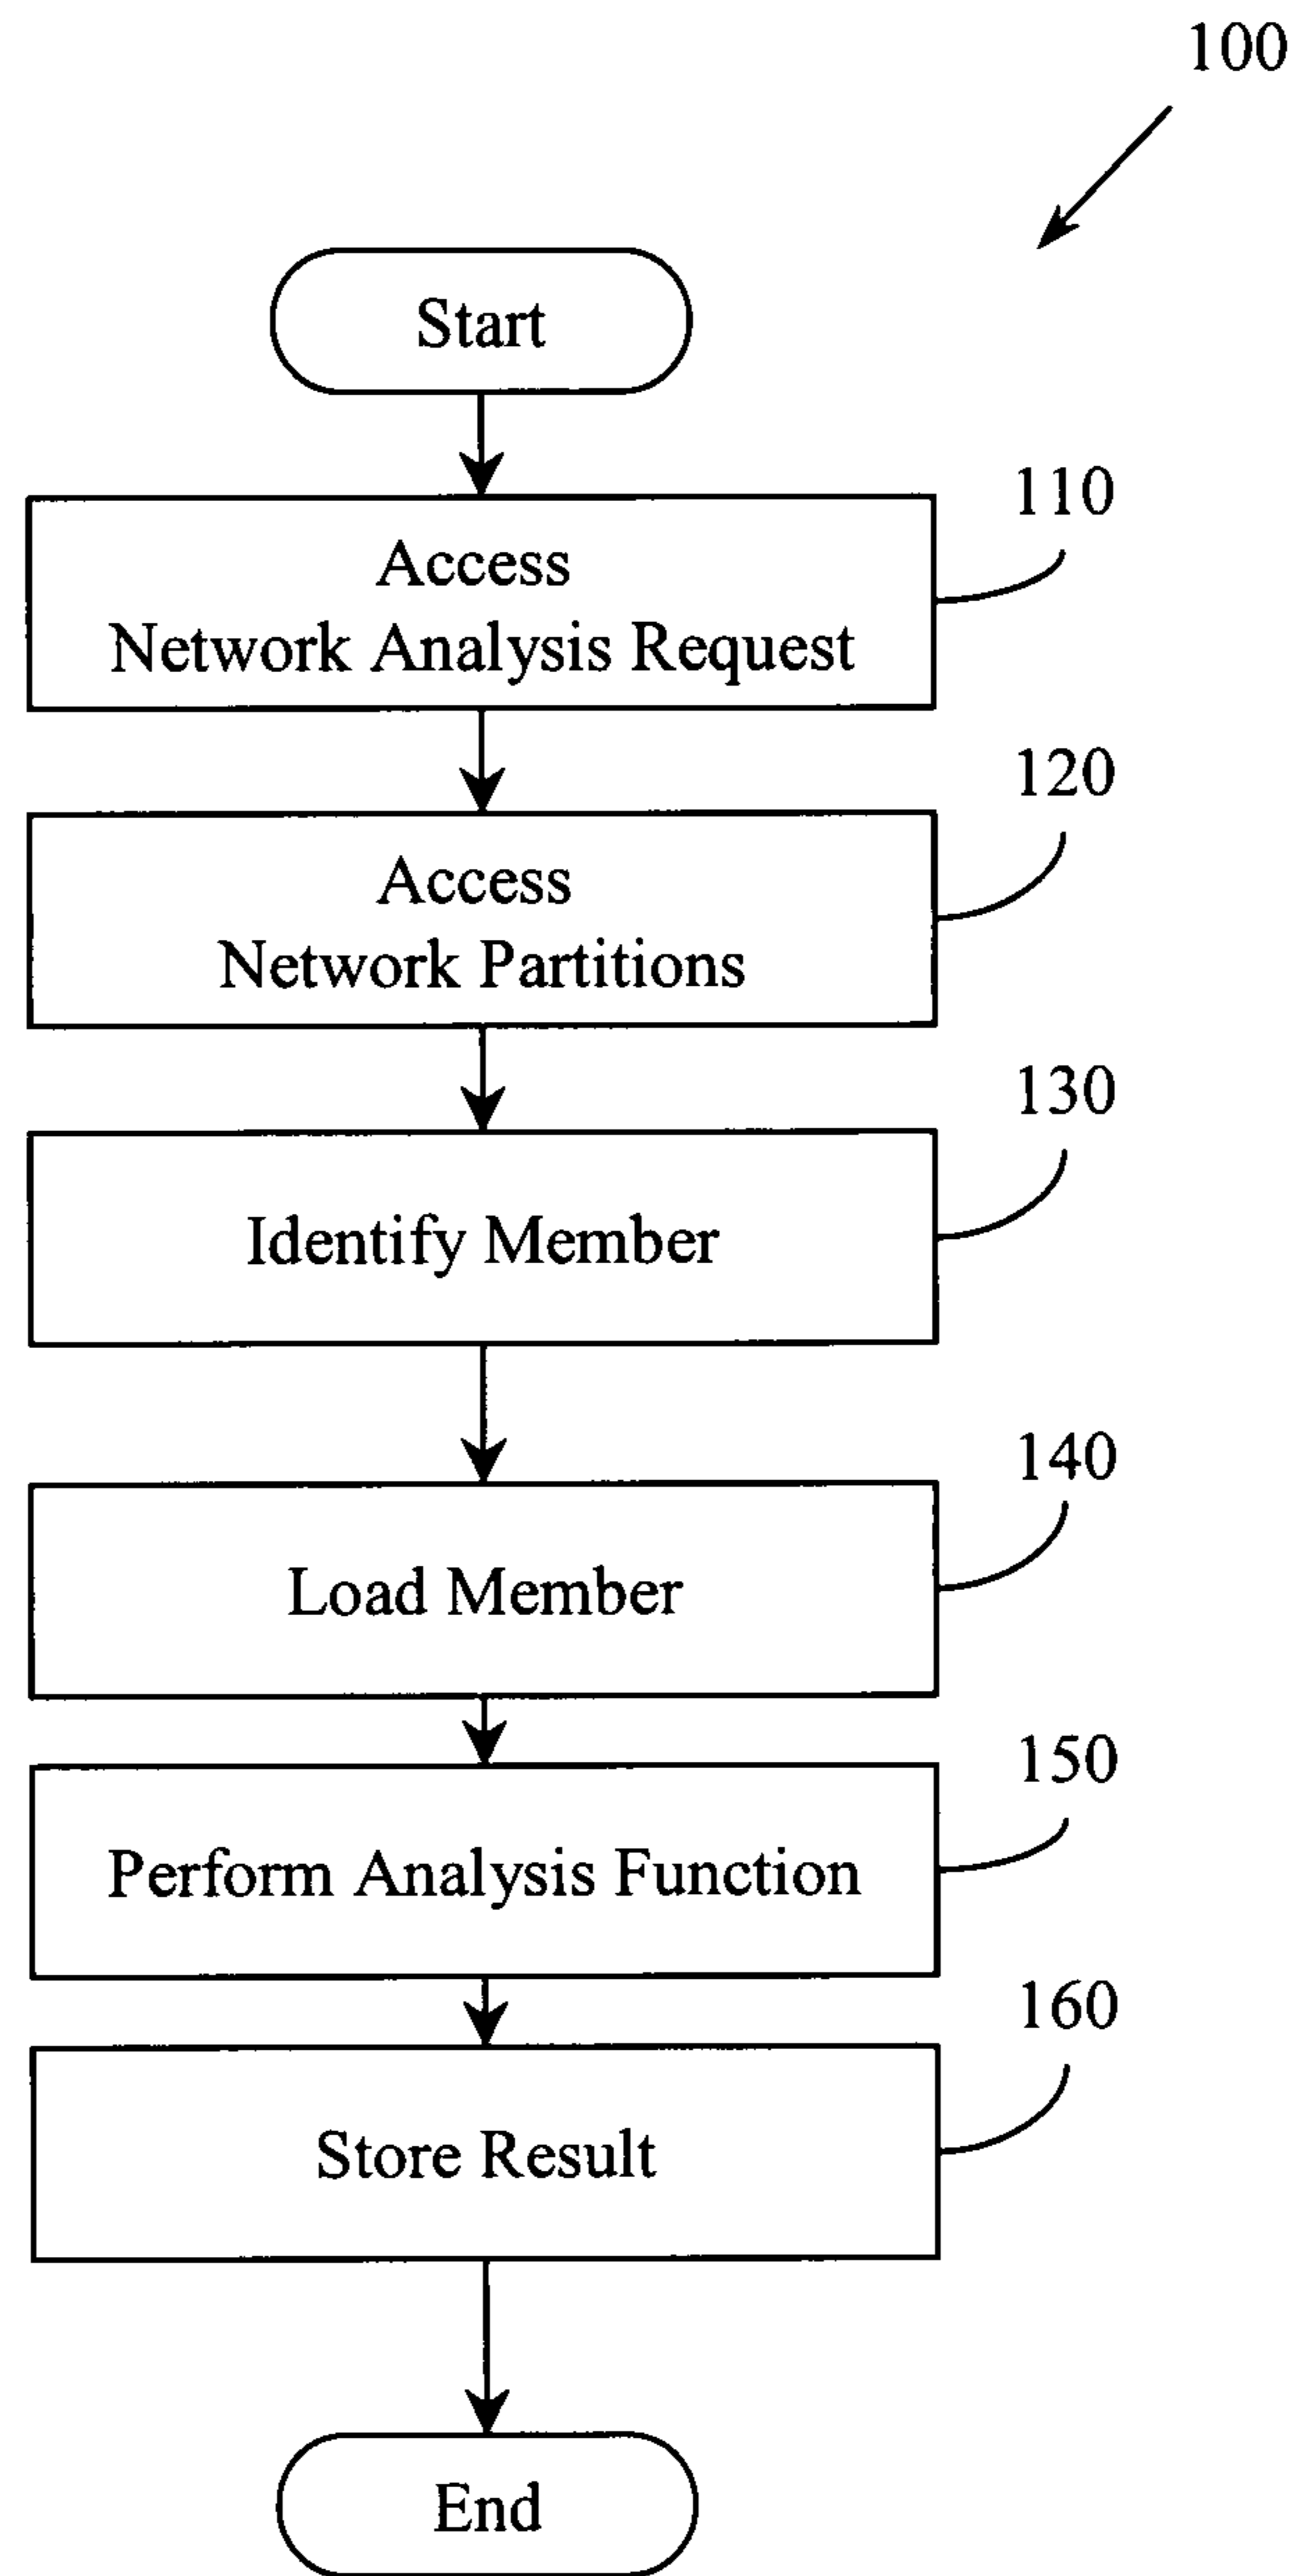 100
Start
110
Access
Network Analysis Request
120
Access
Network Partitions
130
Identify Member
140
Load Member
150
Perform Analysis Function
160
Store Result
End